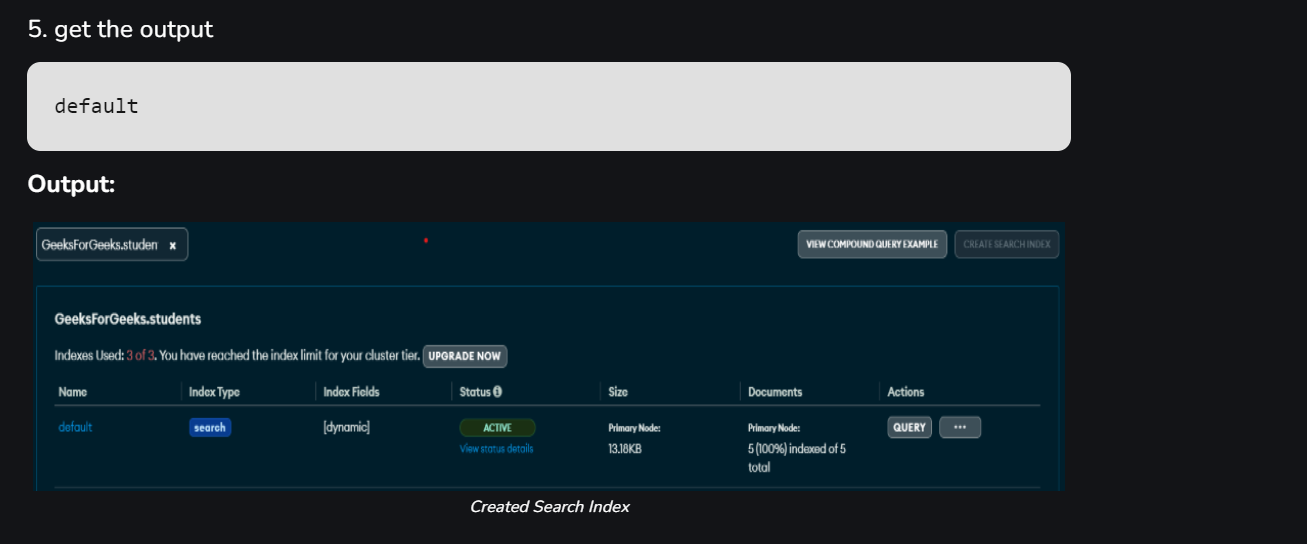 5. get the output
default
Output:
GeeksForGeeks.studen x
VIEW COMPOUND QUERY EXAMPLE
CREATE SEARCH INDEX
GeeksForGeeks.students
Indexes Used: 3 of 3. You have reached the index limit for your cluster tier. UPGRADE NOW
Name Index Type Index Fields Status Size Documents Actions
default search [dynamic] ACTIVE Primary Node: Primary Node: QUERY ...
View status details 13.18KB 5 (100%) indexed of 5
total
Created Search Index